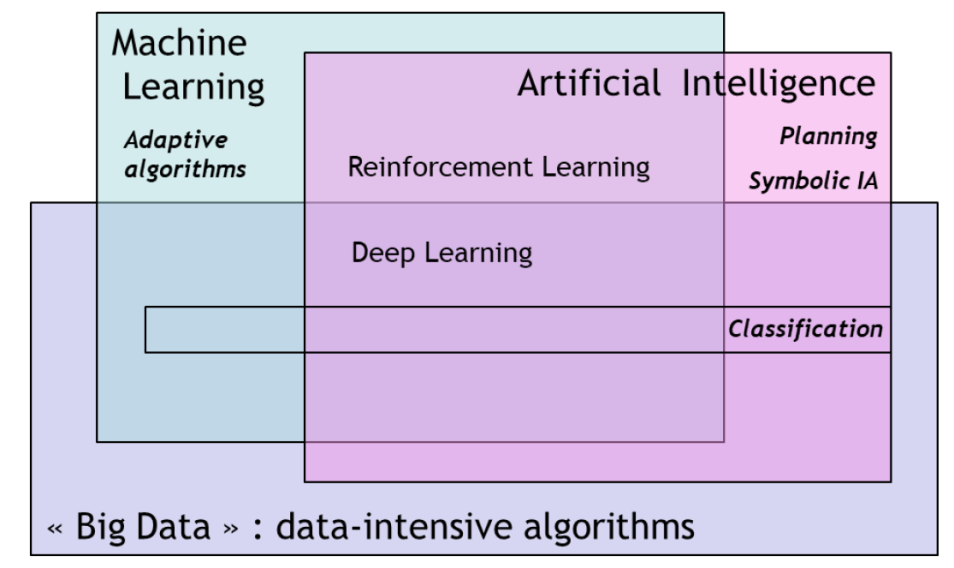 Machine
Learning
Artificial Intelligence
Adaptive
algorithms
Planning
Reinforcement Learning
Symbolic IA
Deep Learning
Classification
« Big Data » : data-intensive algorithms